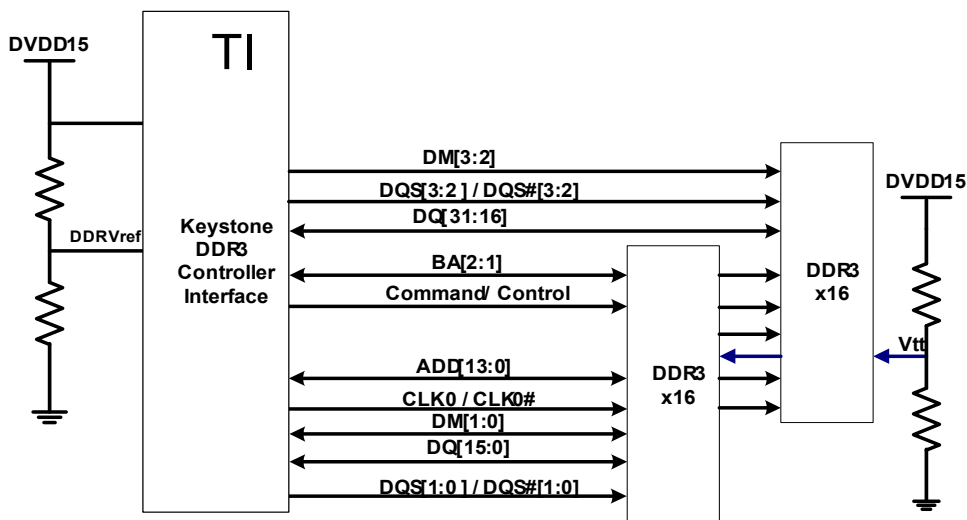 TI
DVDD15
DM[3:2]
DQS[3:2] / DQS#[3:2]
DVDD15
DQ[31:16]
DDRVref
Keystone
DDR3
Controller
Interface
BA[2:1]
Command/ Control
DDR3
x16
Vtt
ADD[13:0]
DDR3
x16
CLK0 / CLK0#
DM[1:0]
DQ[15:0]
DQS[1:0] / DQS#[1:0]